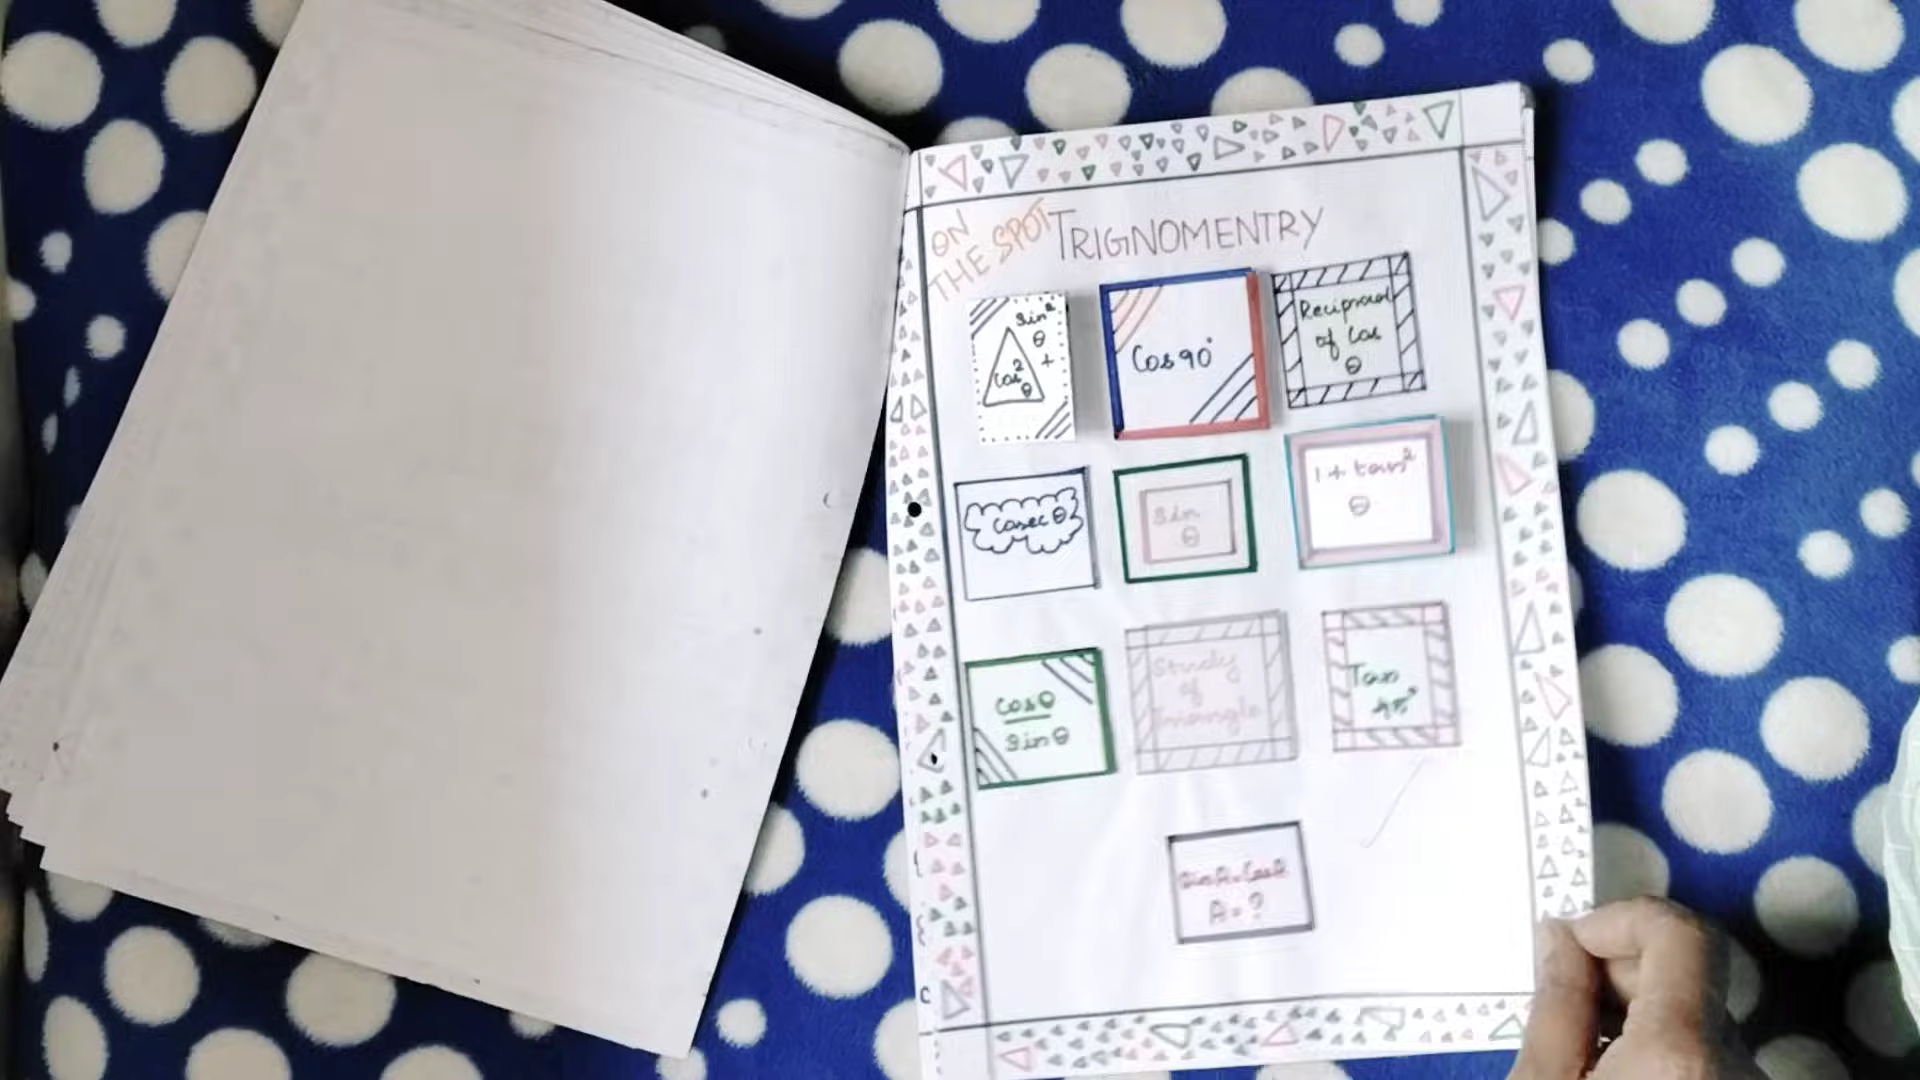 ON
THE SPOT
TRIGNOMENTRY
Sin²
θ
+
Cos²
θ
Cos 90°
Reciprocal
of Cos
θ
Cosec θ
Sin
θ
1 + tan²
θ
Cosθ
Sin θ
Study
of
Triangle
Tan
45°
Sin A = Cos A
A = ?